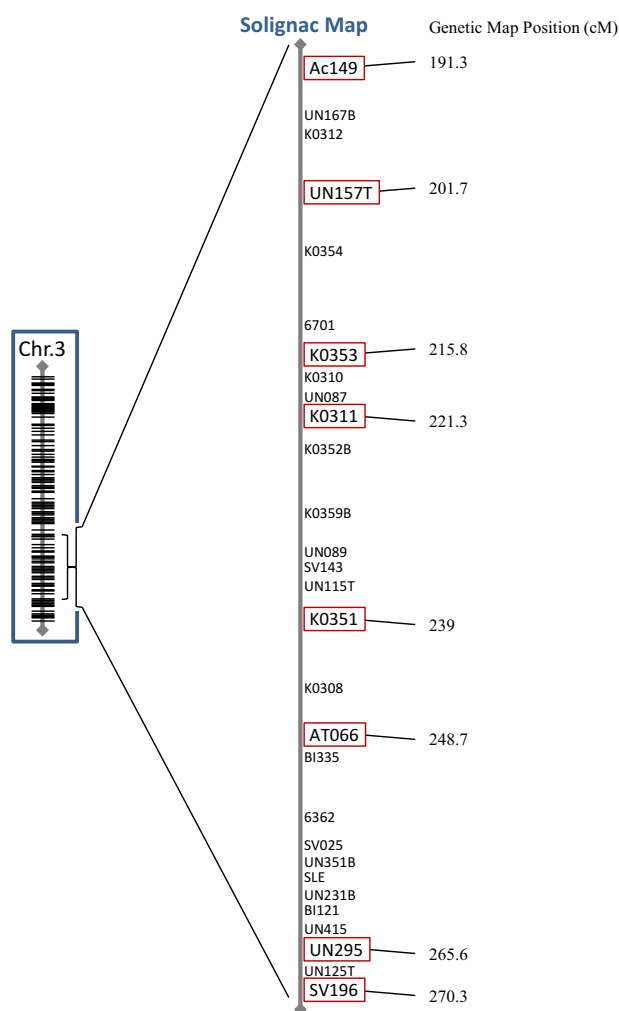 Solignac Map
Genetic Map Position (cM)
Ac149 191.3
UN167B
K0312
UN157T 201.7
K0354
6701
K0353 215.8
K0310
UN087
K0311 221.3
K0352B
K0359B
UN089
SV143
UN115T
K0351 239
K0308
AT066 248.7
BI335
6362
SV025
UN351B
SLE
UN231B
BI121
UN415
UN295 265.6
UN125T
SV196 270.3
Chr.3